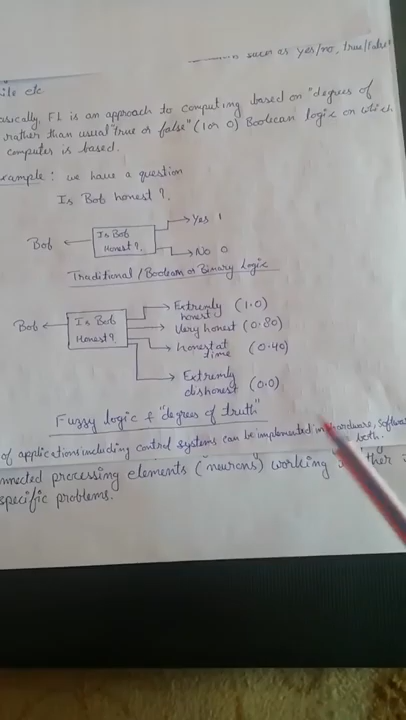 such as yes/no, true/false"
ile etc
asically, FL is an approach to computing based on "degrees of
rather than usual "true or false" (1 or 0) Boolean logic on which
computer is based.
xample: we have a question
Is Bob honest?
Bob
Is Bob
Honest?
Yes 1
No 0
Traditional / Boolean or Binary Logic
Bob
Is Bob
Honest?
Extremly
honest (1.0)
Very honest (0.80)
Honest at
Time (0.40)
Extremly
dishonest (0.0)
Fuzzy logic & "degrees of truth"
of applications including control systems can be implemented in hardware, softwar
both.
nnected processing elements ("neurons") working
specific problems.